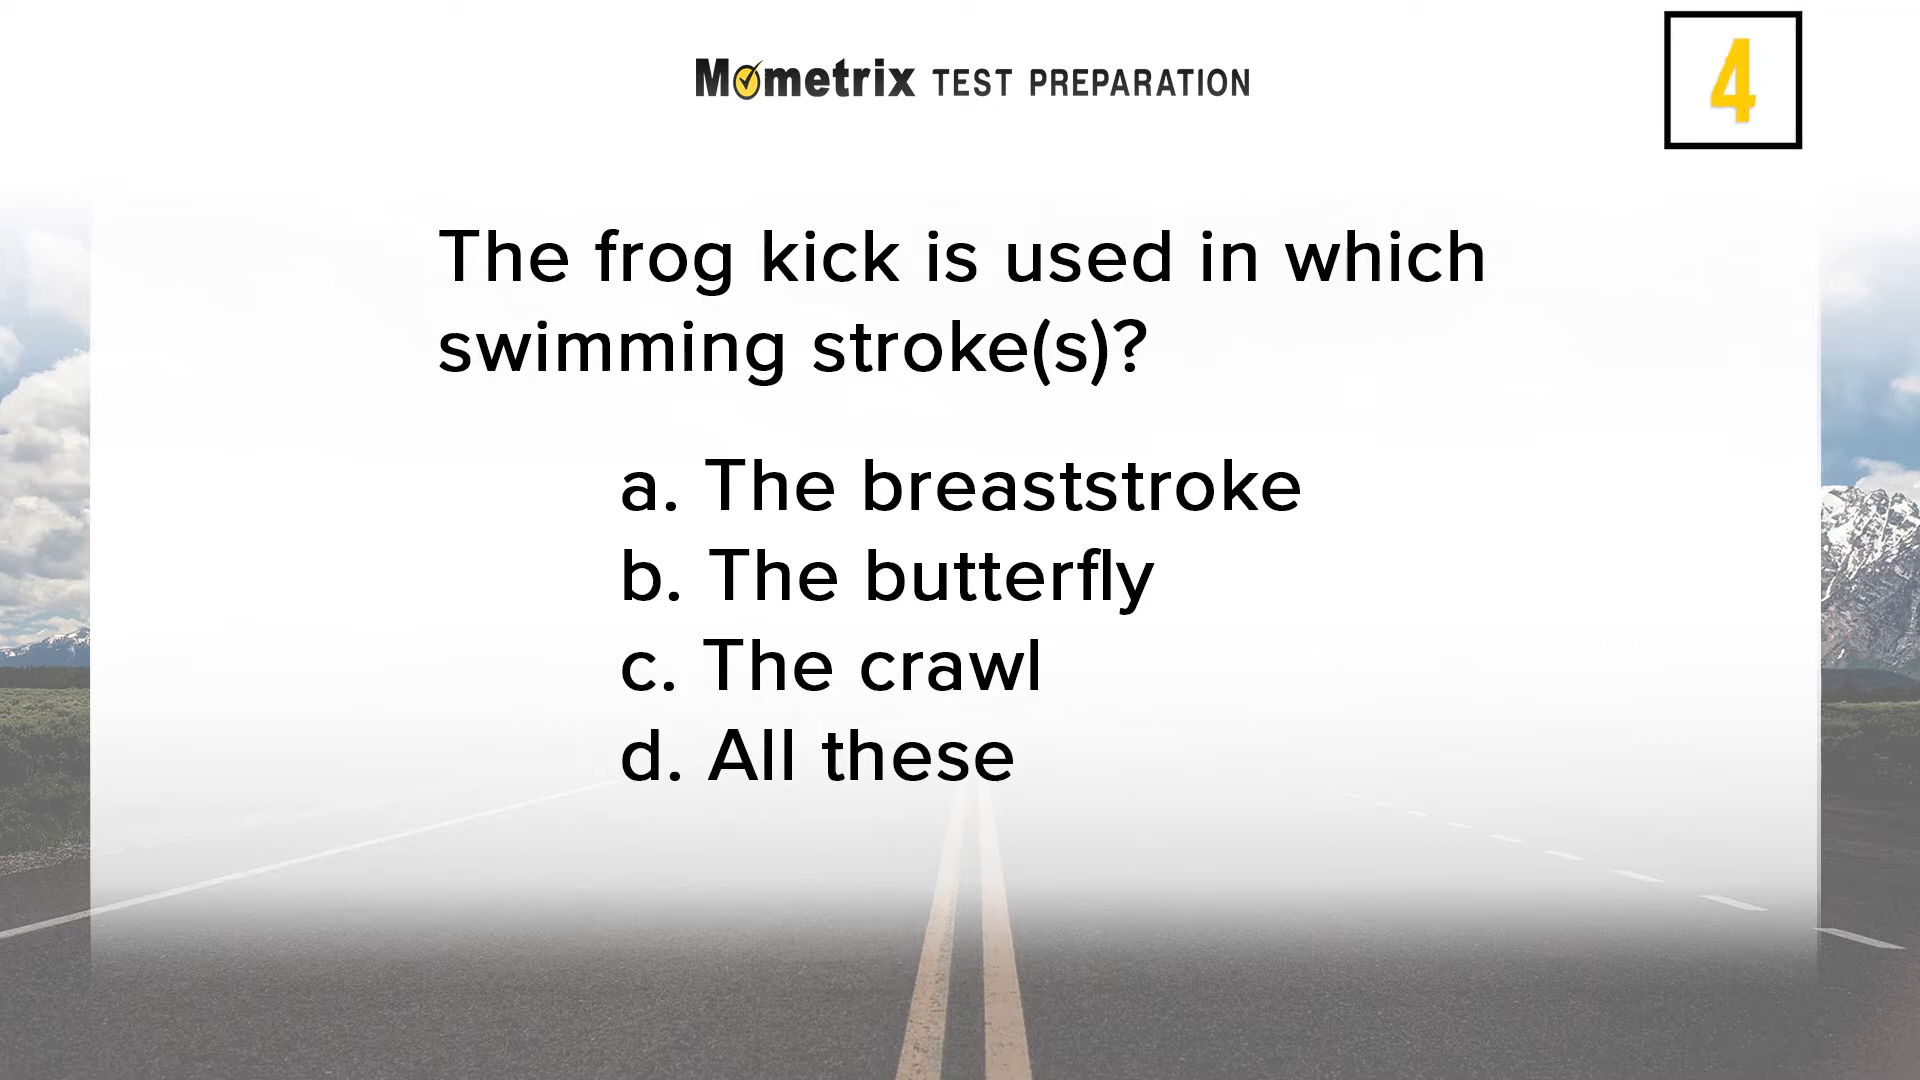 Mometrix TEST PREPARATION
4
The frog kick is used in which
swimming stroke(s)?
a. The breaststroke
b. The butterfly
c. The crawl
d. All these